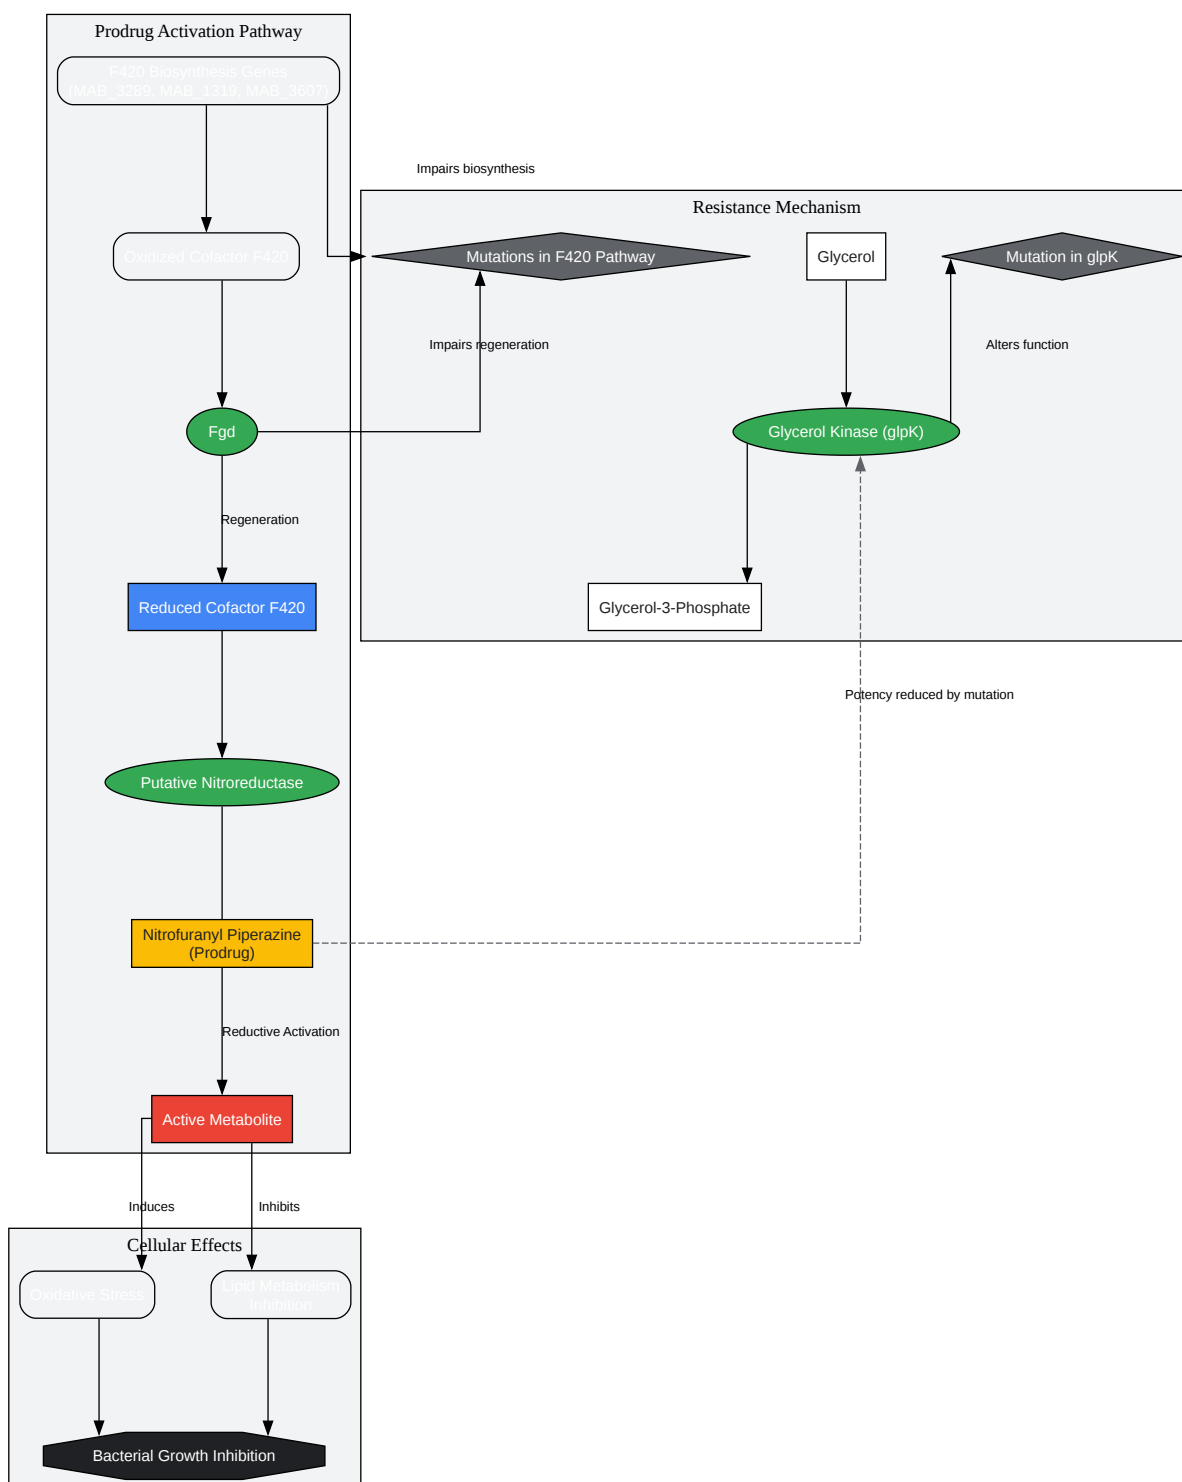 Prodrug Activation Pathway
F420 Biosynthesis Genes
(MAB_3289, MAB_1319, MAB_3607)
Impairs biosynthesis
Resistance Mechanism
Oxidized Cofactor F420
Mutations in F420 Pathway
Glycerol
Mutation in glpK
Impairs regeneration
Alters function
Fgd
Glycerol Kinase (glpK)
Regeneration
Reduced Cofactor F420
Glycerol-3-Phosphate
Potency reduced by mutation
Putative Nitroreductase
Nitrofuranyl Piperazine
(Prodrug)
Reductive Activation
Active Metabolite
Induces
Inhibits
Cellular Effects
Oxidative Stress
Lipid Metabolism
Inhibition
Bacterial Growth Inhibition